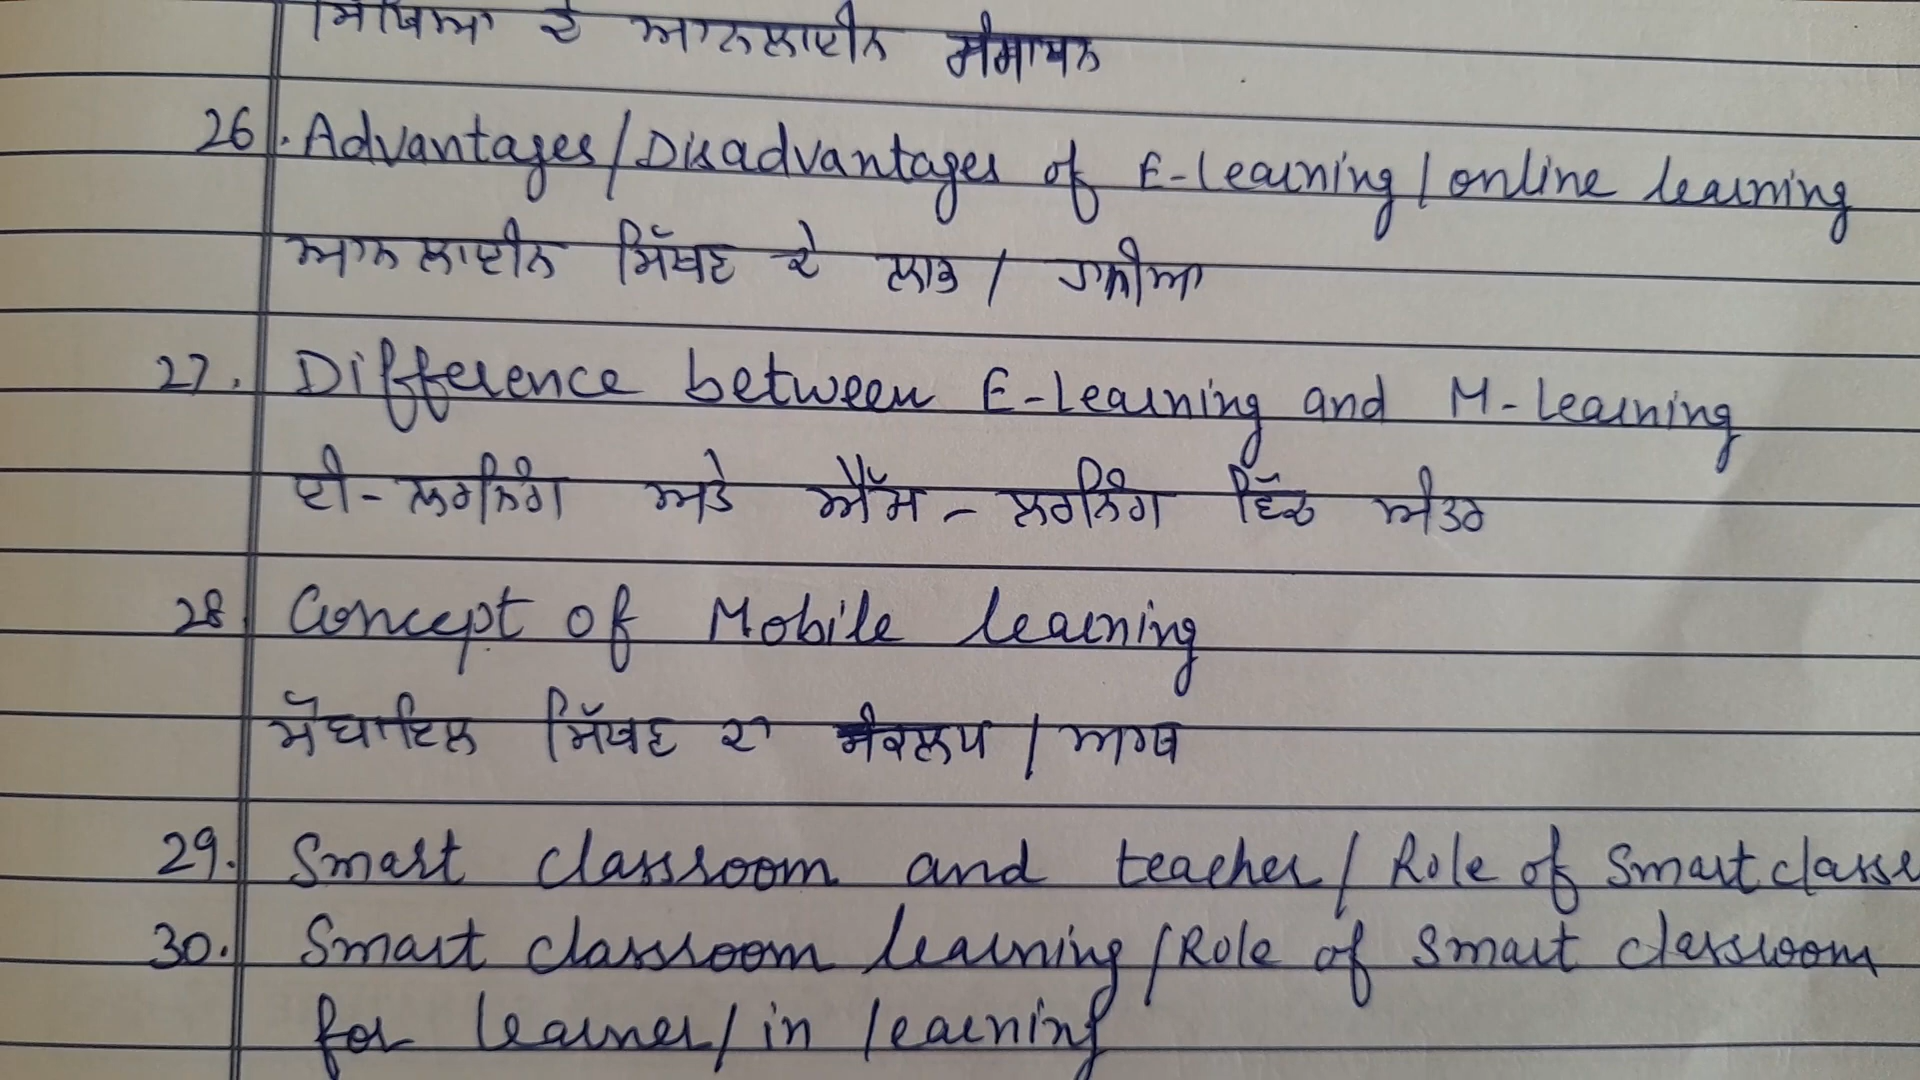 ਸਿੱਖਿਆ ਦੇ ਆਨਲਾਈਨ ਸੰਸਾਧਨ
26. Advantages/Disadvantages of E-learning/online learning
ਆਨਲਾਈਨ ਸਿੱਖਣ ਦੇ ਲਾਭ / ਹਾਨੀਆ
27. Difference between E-Learning and M-Learning
ਈ-ਲਰਨਿੰਗ ਅਤੇ ਐੱਮ-ਲਰਨਿੰਗ ਵਿੱਚ ਅੰਤਰ
28. Concept of Mobile learning
ਮੋਬਾਇਲ ਸਿੱਖਣ ਦਾ ਸੰਕਲਪ / ਅਰਥ
29. Smart classroom and teacher/Role of Smart
30. Smart classroom learning/Role of Smart classroom
for learner/in learning